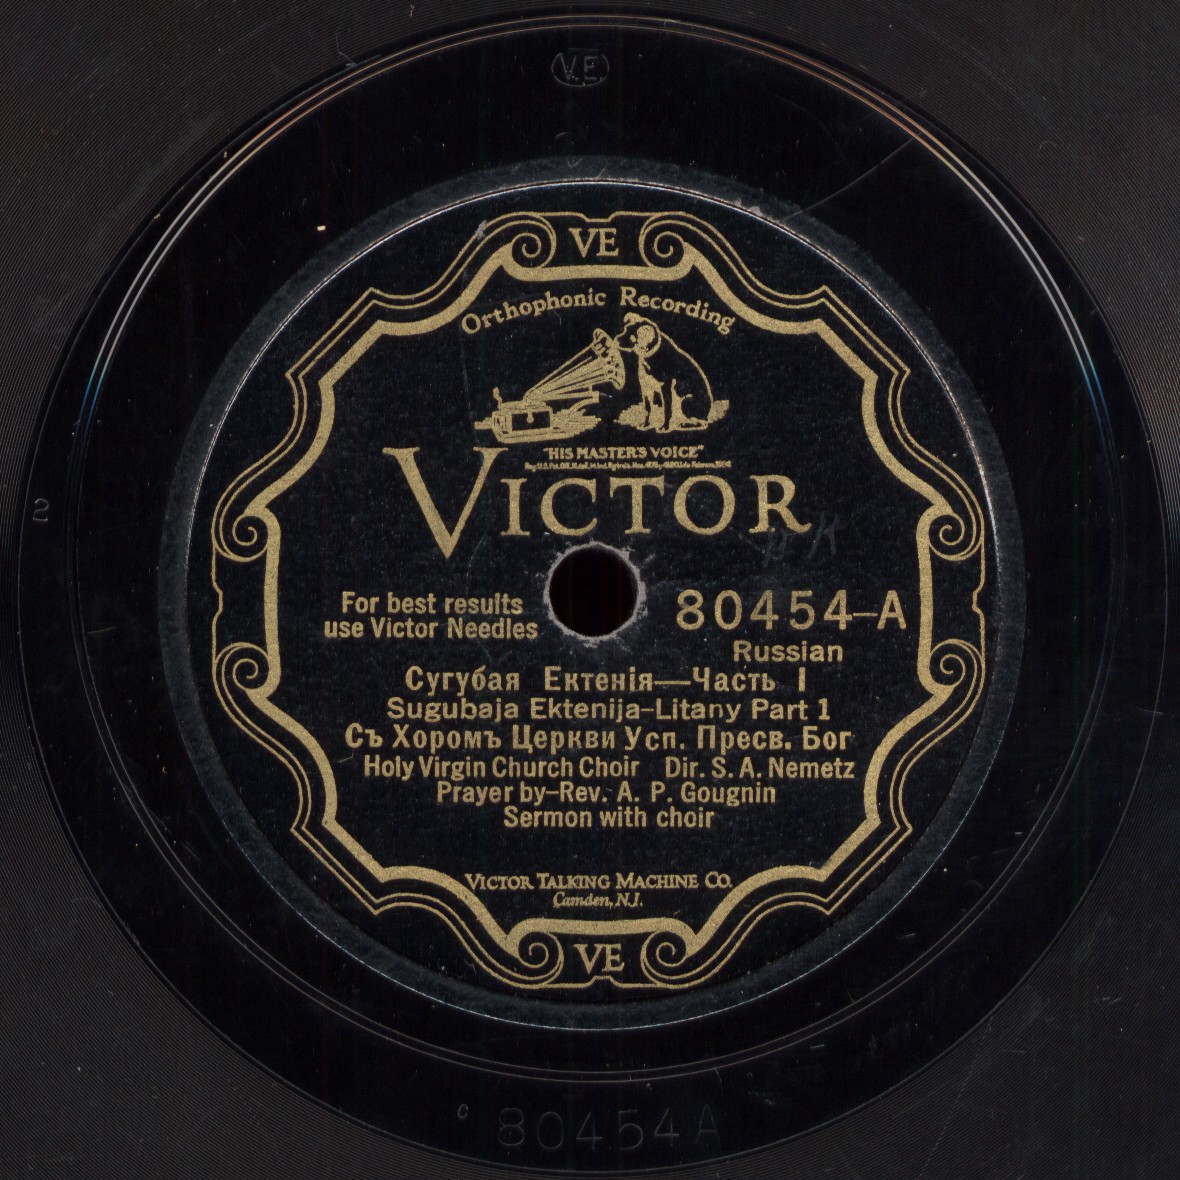 VE
VE
Orthophonic Recording
"HIS MASTER'S VOICE"
VICTOR
For best results
use Victor Needles
80454-A
Russian
Сугубая Ектенія—Часть I
Sugubaja Ektenija-Litany Part 1
Съ Хоромъ Церкви Усп. Пресв. Бог
Holy Virgin Church Choir Dir. S. A. Nemetz
Prayer by-Rev. A. P. Gougnin
Sermon with choir
VICTOR TALKING MACHINE CO.
Camden, N.J.
VE
2
80454A